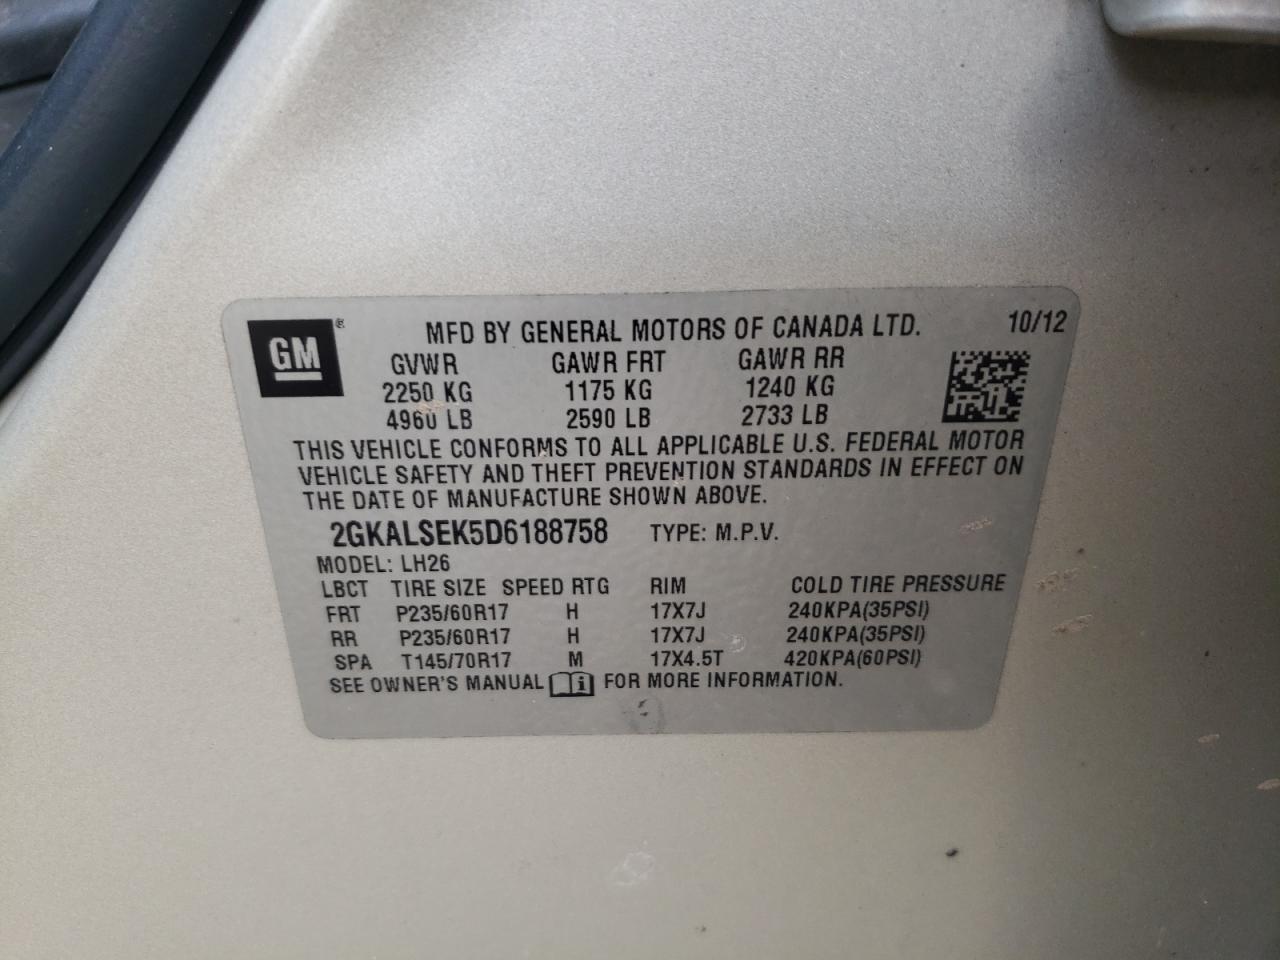 GM ® MFD BY GENERAL MOTORS OF CANADA LTD. 10/12
GVWR GAWR FRT GAWR RR
2250 KG 1175 KG 1240 KG
4960 LB 2590 LB 2733 LB
THIS VEHICLE CONFORMS TO ALL APPLICABLE U.S. FEDERAL MOTOR
VEHICLE SAFETY AND THEFT PREVENTION STANDARDS IN EFFECT ON
THE DATE OF MANUFACTURE SHOWN ABOVE.
2GKALSEK5D6188758 TYPE: M.P.V.
MODEL: LH26
LBCT TIRE SIZE SPEED RTG RIM COLD TIRE PRESSURE
FRT P235/60R17 H 17X7J 240KPA(35PSI)
RR P235/60R17 H 17X7J 240KPA(35PSI)
SPA T145/70R17 M 17X4.5T 420KPA(60PSI)
SEE OWNER'S MANUAL i FOR MORE INFORMATION.